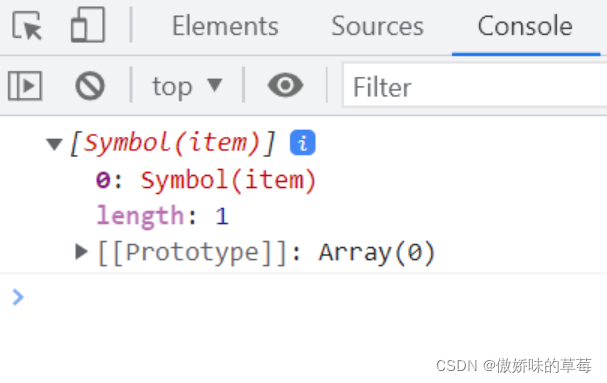 Elements Sources Console
top ▼ Filter
▼[Symbol(item)] i
0: Symbol(item)
length: 1
▶[[Prototype]]: Array(0)
>
CSDN @傲娇味的草莓